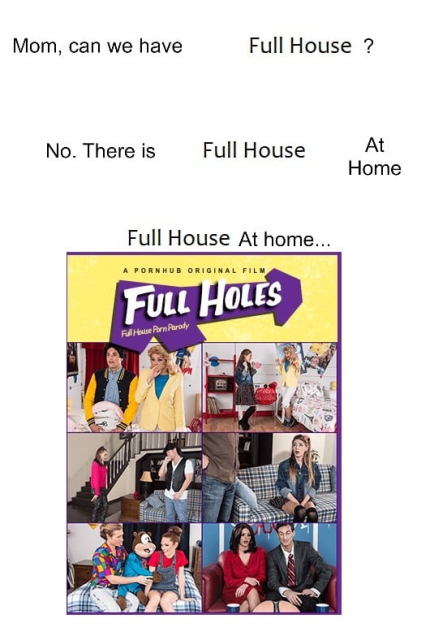 Mom, can we have Full House ?
No. There is Full House At
Home
Full House At home...
A PORNHUB ORIGINAL FILM
FULL HOLES
Full House Porn Parody